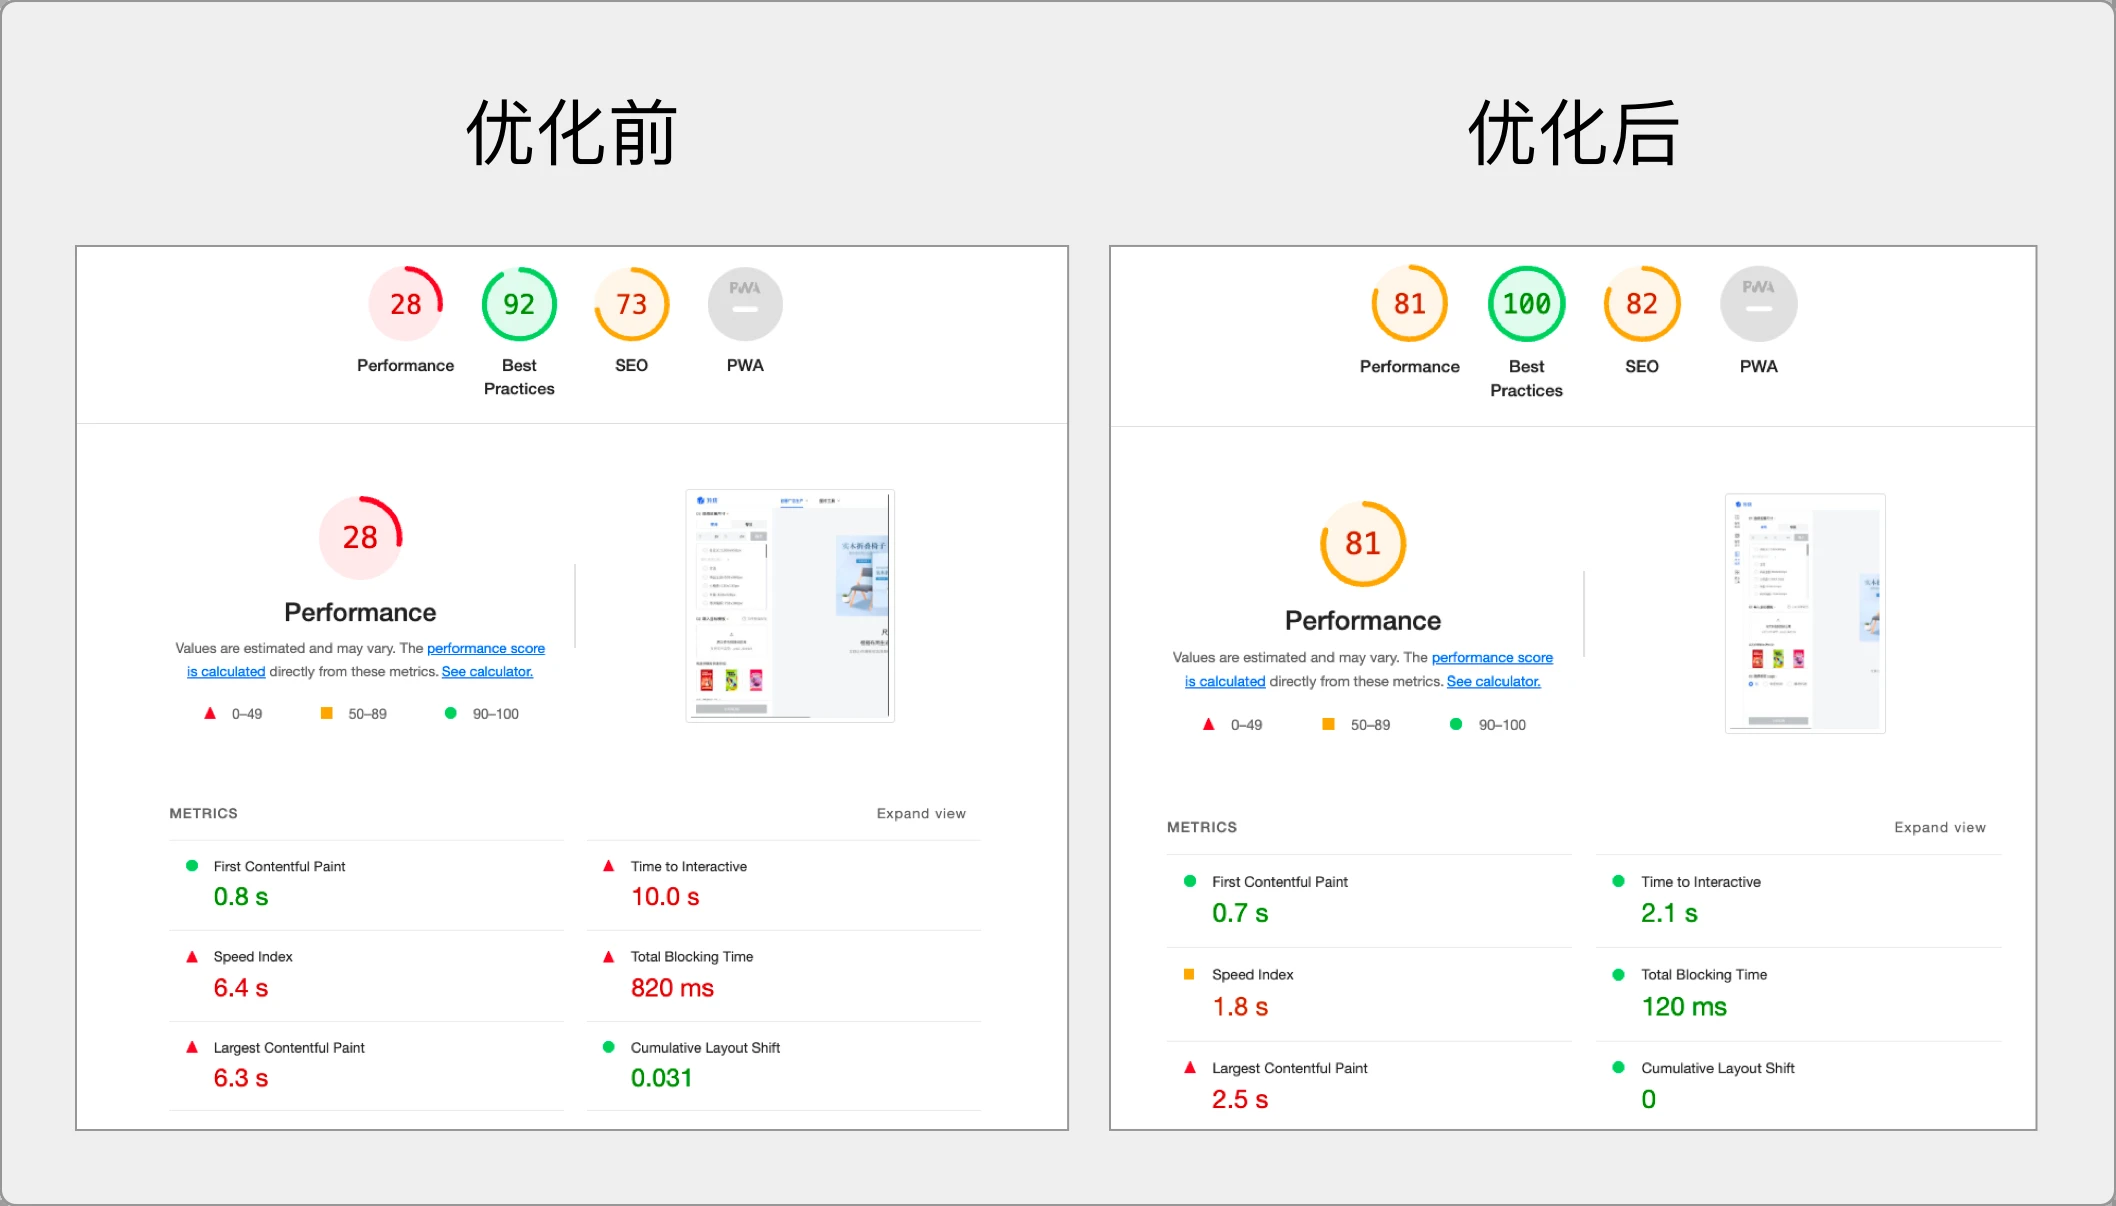 优化前
28
92
73
PWA
Performance
Best
Practices
SEO
PWA
28
Performance
Values are estimated and may vary. The performance score
is calculated directly from these metrics. See calculator.
0–49
50–89
90–100
METRICS
Expand view
First Contentful Paint
0.8 s
Time to Interactive
10.0 s
Speed Index
6.4 s
Total Blocking Time
820 ms
Largest Contentful Paint
6.3 s
Cumulative Layout Shift
0.031
优化后
81
100
82
PWA
Performance
Best
Practices
SEO
PWA
81
Performance
Values are estimated and may vary. The performance score
is calculated directly from these metrics. See calculator.
0–49
50–89
90–100
METRICS
Expand view
First Contentful Paint
0.7 s
Time to Interactive
2.1 s
Speed Index
1.8 s
Total Blocking Time
120 ms
Largest Contentful Paint
2.5 s
Cumulative Layout Shift
0